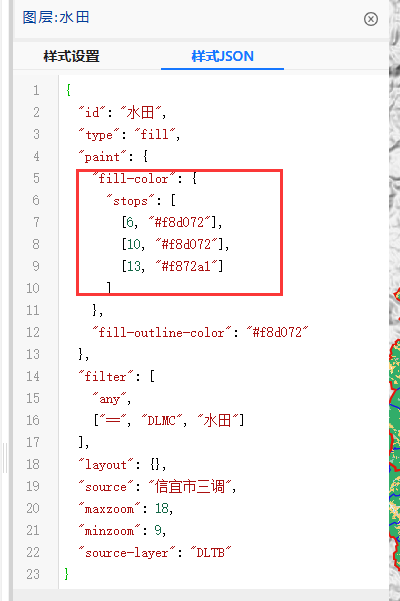 图层:水田
样式设置 样式JSON
1 {
2 "id": "水田",
3 "type": "fill",
4 "paint": {
5 "fill-color": {
6 "stops": [
7 [6, "#f8d072"],
8 [10, "#f8d072"],
9 [13, "#f872a1"]
10 ]
11 },
12 "fill-outline-color": "#f8d072"
13 },
14 "filter": [
15 "any",
16 ["==", "DLMC", "水田"]
17 ],
18 "layout": {},
19 "source": "信宜市三调",
20 "maxzoom": 18,
21 "minzoom": 9,
22 "source-layer": "DLTB"
23 }